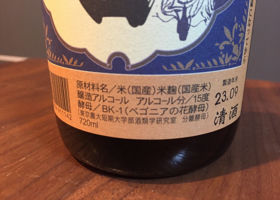 原材料名／米（国産）米麹（国産米）
醸造アルコール アルコール分／15度
酵母／BK-1（ベゴニアの花酵母）
（東京農大短期大学部酒類学研究室 分離酵母）
720ml
製造年月
23.09
清酒